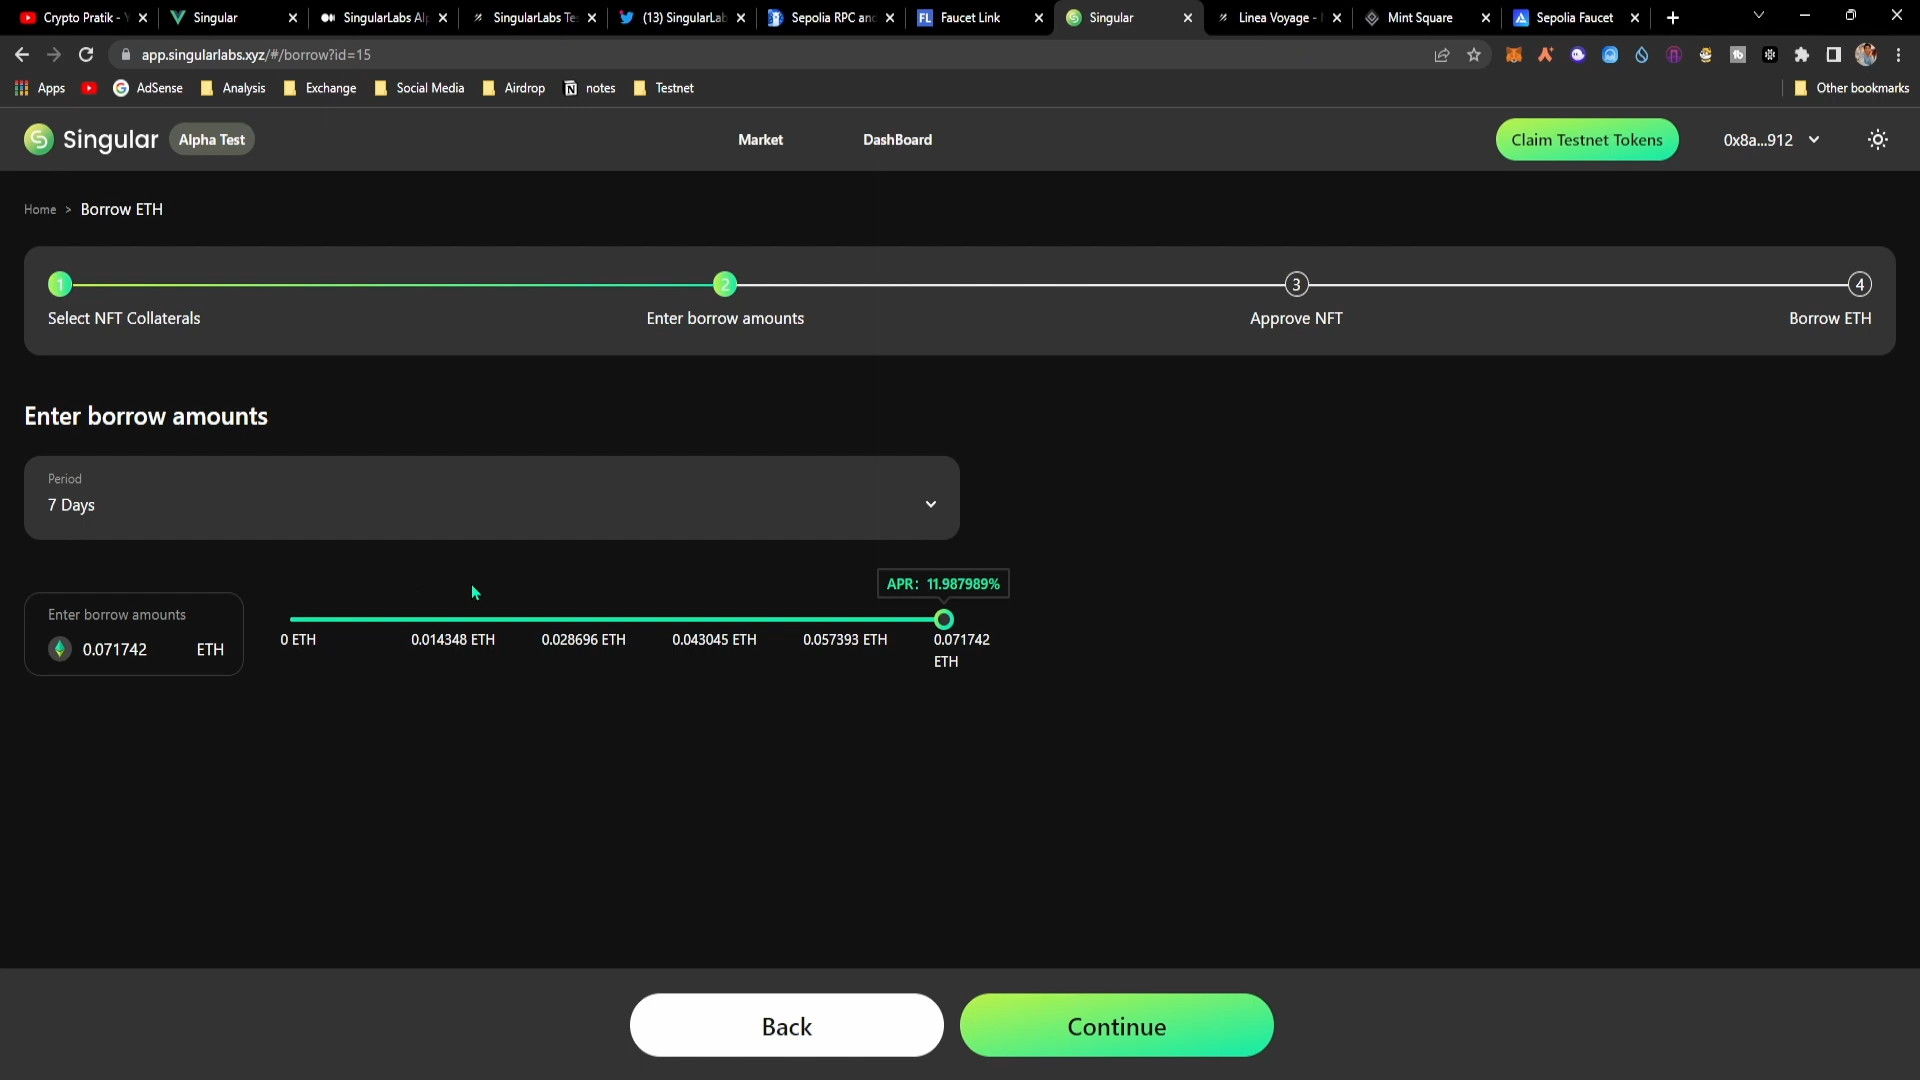 Crypto Pratik - Y
Singular
SingularLabs Al
SingularLabs Te
(13) SingularLab
Sepolia RPC and
Faucet Link
Singular
Linea Voyage -
Mint Square
Sepolia Faucet
app.singularlabs.xyz/#/borrow?id=15
Apps
AdSense
Analysis
Exchange
Social Media
Airdrop
notes
Testnet
Other bookmarks
Singular
Alpha Test
Market
DashBoard
Claim Testnet Tokens
0x8a...912
Home > Borrow ETH
1
2
3
4
Select NFT Collaterals
Enter borrow amounts
Approve NFT
Borrow ETH
Enter borrow amounts
Period
7 Days
APR: 11.987989%
Enter borrow amounts
0.071742 ETH
0 ETH
0.014348 ETH
0.028696 ETH
0.043045 ETH
0.057393 ETH
0.071742
ETH
Back
Continue